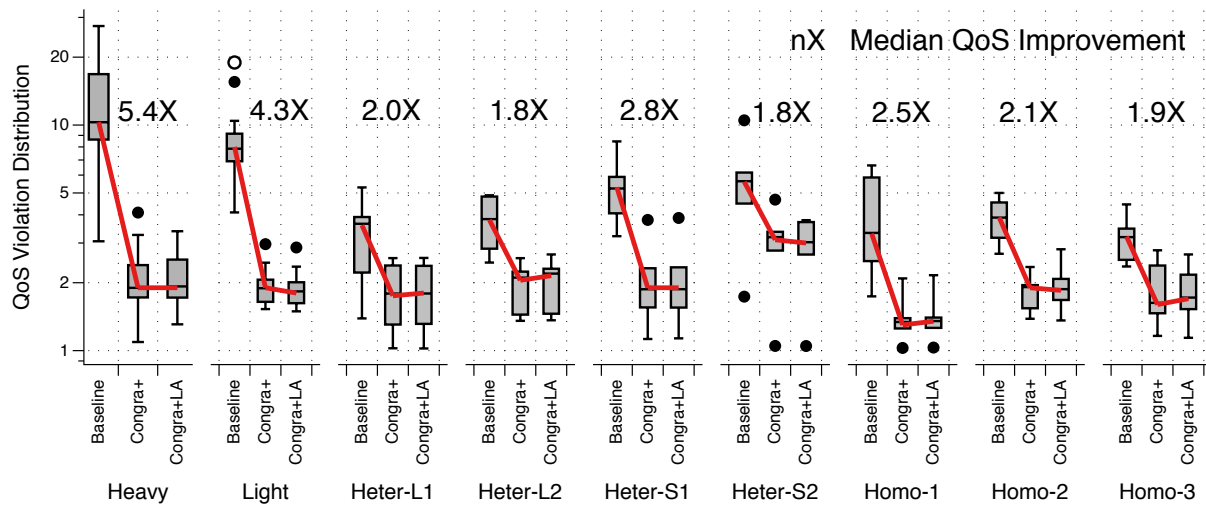 nX Median QoS Improvement
QoS Violation Distribution
20
10
5
2
1
5.4X
4.3X
2.0X
1.8X
2.8X
1.8X
2.5X
2.1X
1.9X
Baseline
Congra+
Congra+LA
Baseline
Congra+
Congra+LA
Baseline
Congra+
Congra+LA
Baseline
Congra+
Congra+LA
Baseline
Congra+
Congra+LA
Baseline
Congra+
Congra+LA
Baseline
Congra+
Congra+LA
Baseline
Congra+
Congra+LA
Baseline
Congra+
Congra+LA
Heavy
Light
Heter-L1
Heter-L2
Heter-S1
Heter-S2
Homo-1
Homo-2
Homo-3